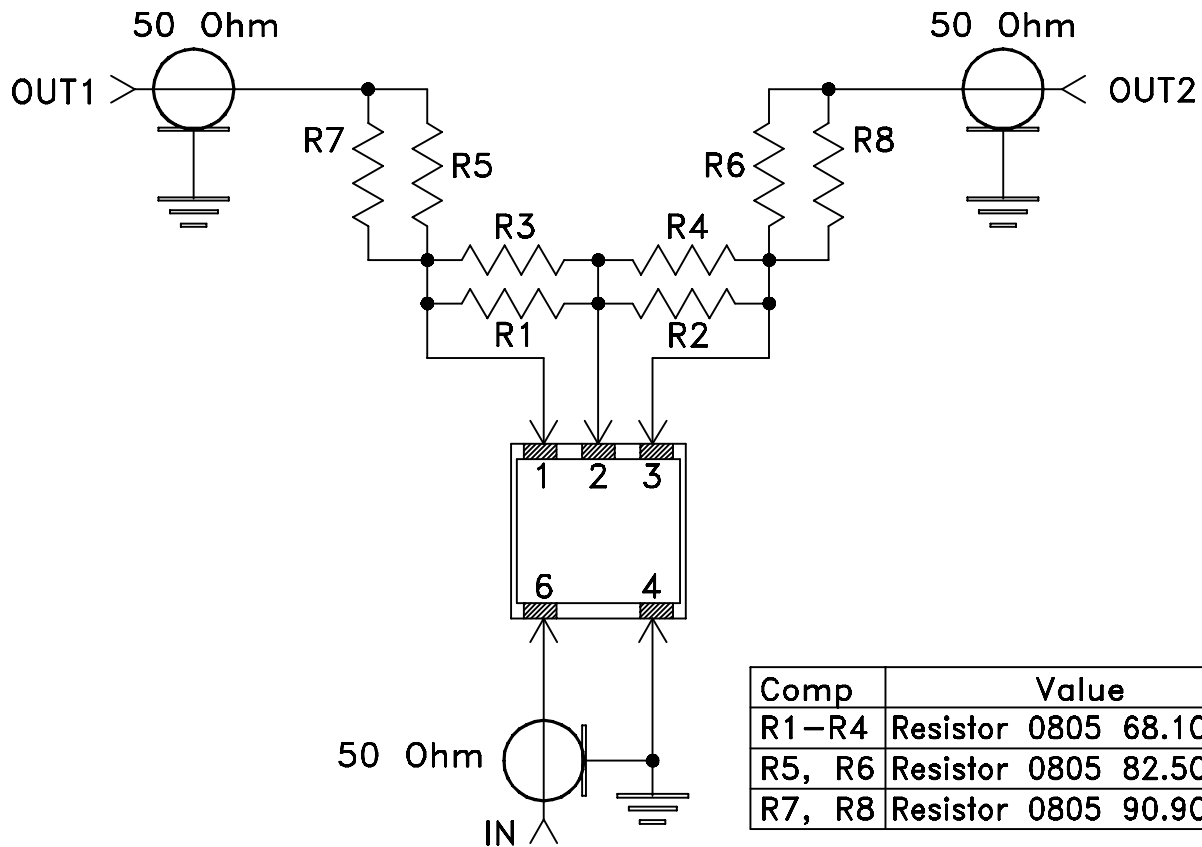 50 Ohm
50 Ohm
OUT1
OUT2
R7
R5
R6
R8
R3
R4
R1
R2
1 2 3
6 4
50 Ohm
IN
Comp Value
R1-R4 Resistor 0805 68.10
R5, R6 Resistor 0805 82.50
R7, R8 Resistor 0805 90.90